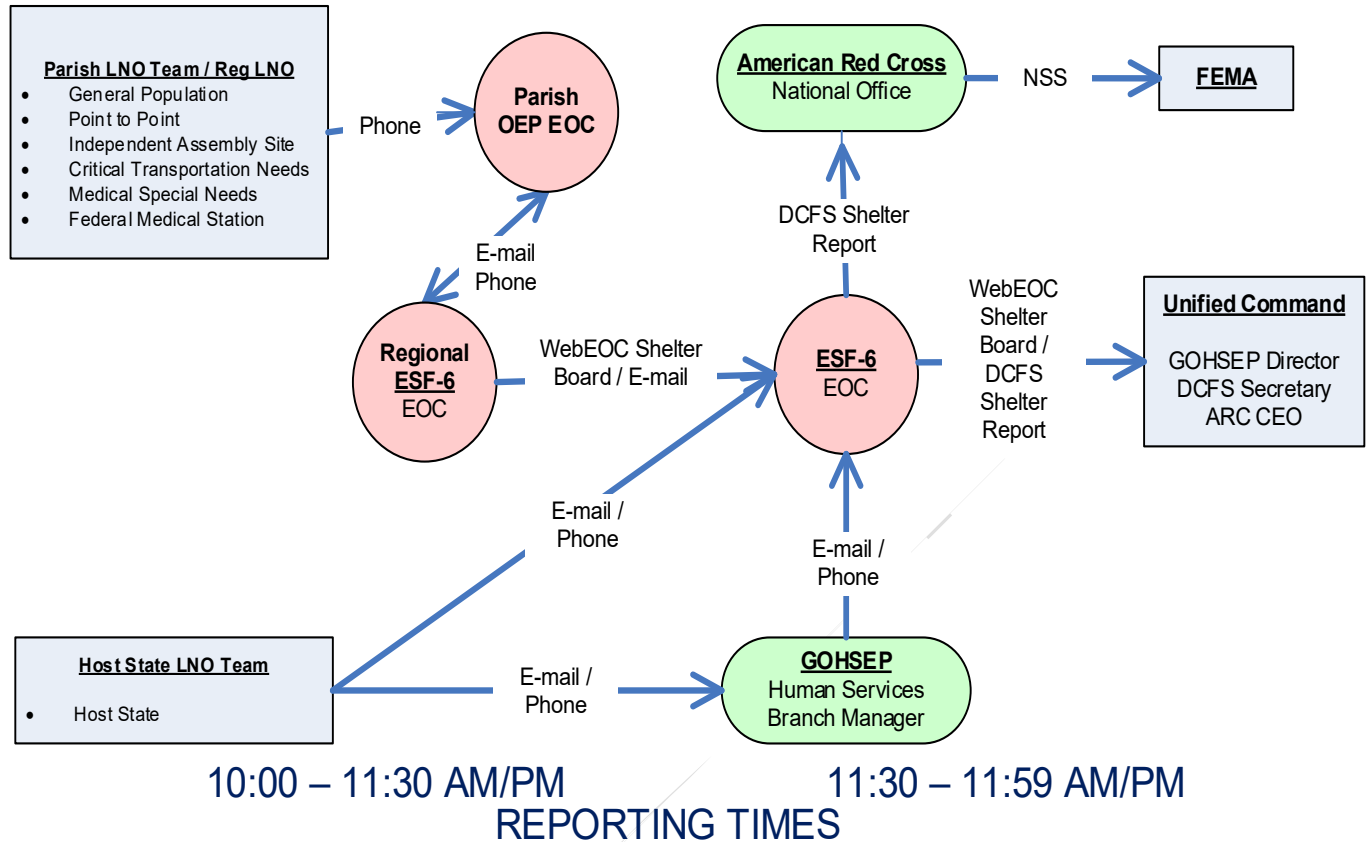 Parish LNO Team / Reg LNO
• General Population
• Point to Point
• Independent Assembly Site
• Critical Transportation Needs
• Medical Special Needs
• Federal Medical Station
Phone
Parish
OEP EOC
American Red Cross
National Office
NSS
FEMA
E-mail
Phone
DCFS Shelter
Report
Regional
ESF-6
EOC
WebEOC Shelter
Board / E-mail
ESF-6
EOC
WebEOC
Shelter
Board /
DCFS
Shelter
Report
Unified Command
GOHSEP Director
DCFS Secretary
ARC CEO
E-mail /
Phone
E-mail /
Phone
Host State LNO Team
• Host State
E-mail /
Phone
GOHSEP
Human Services
Branch Manager
10:00 – 11:30 AM/PM
11:30 – 11:59 AM/PM
REPORTING TIMES